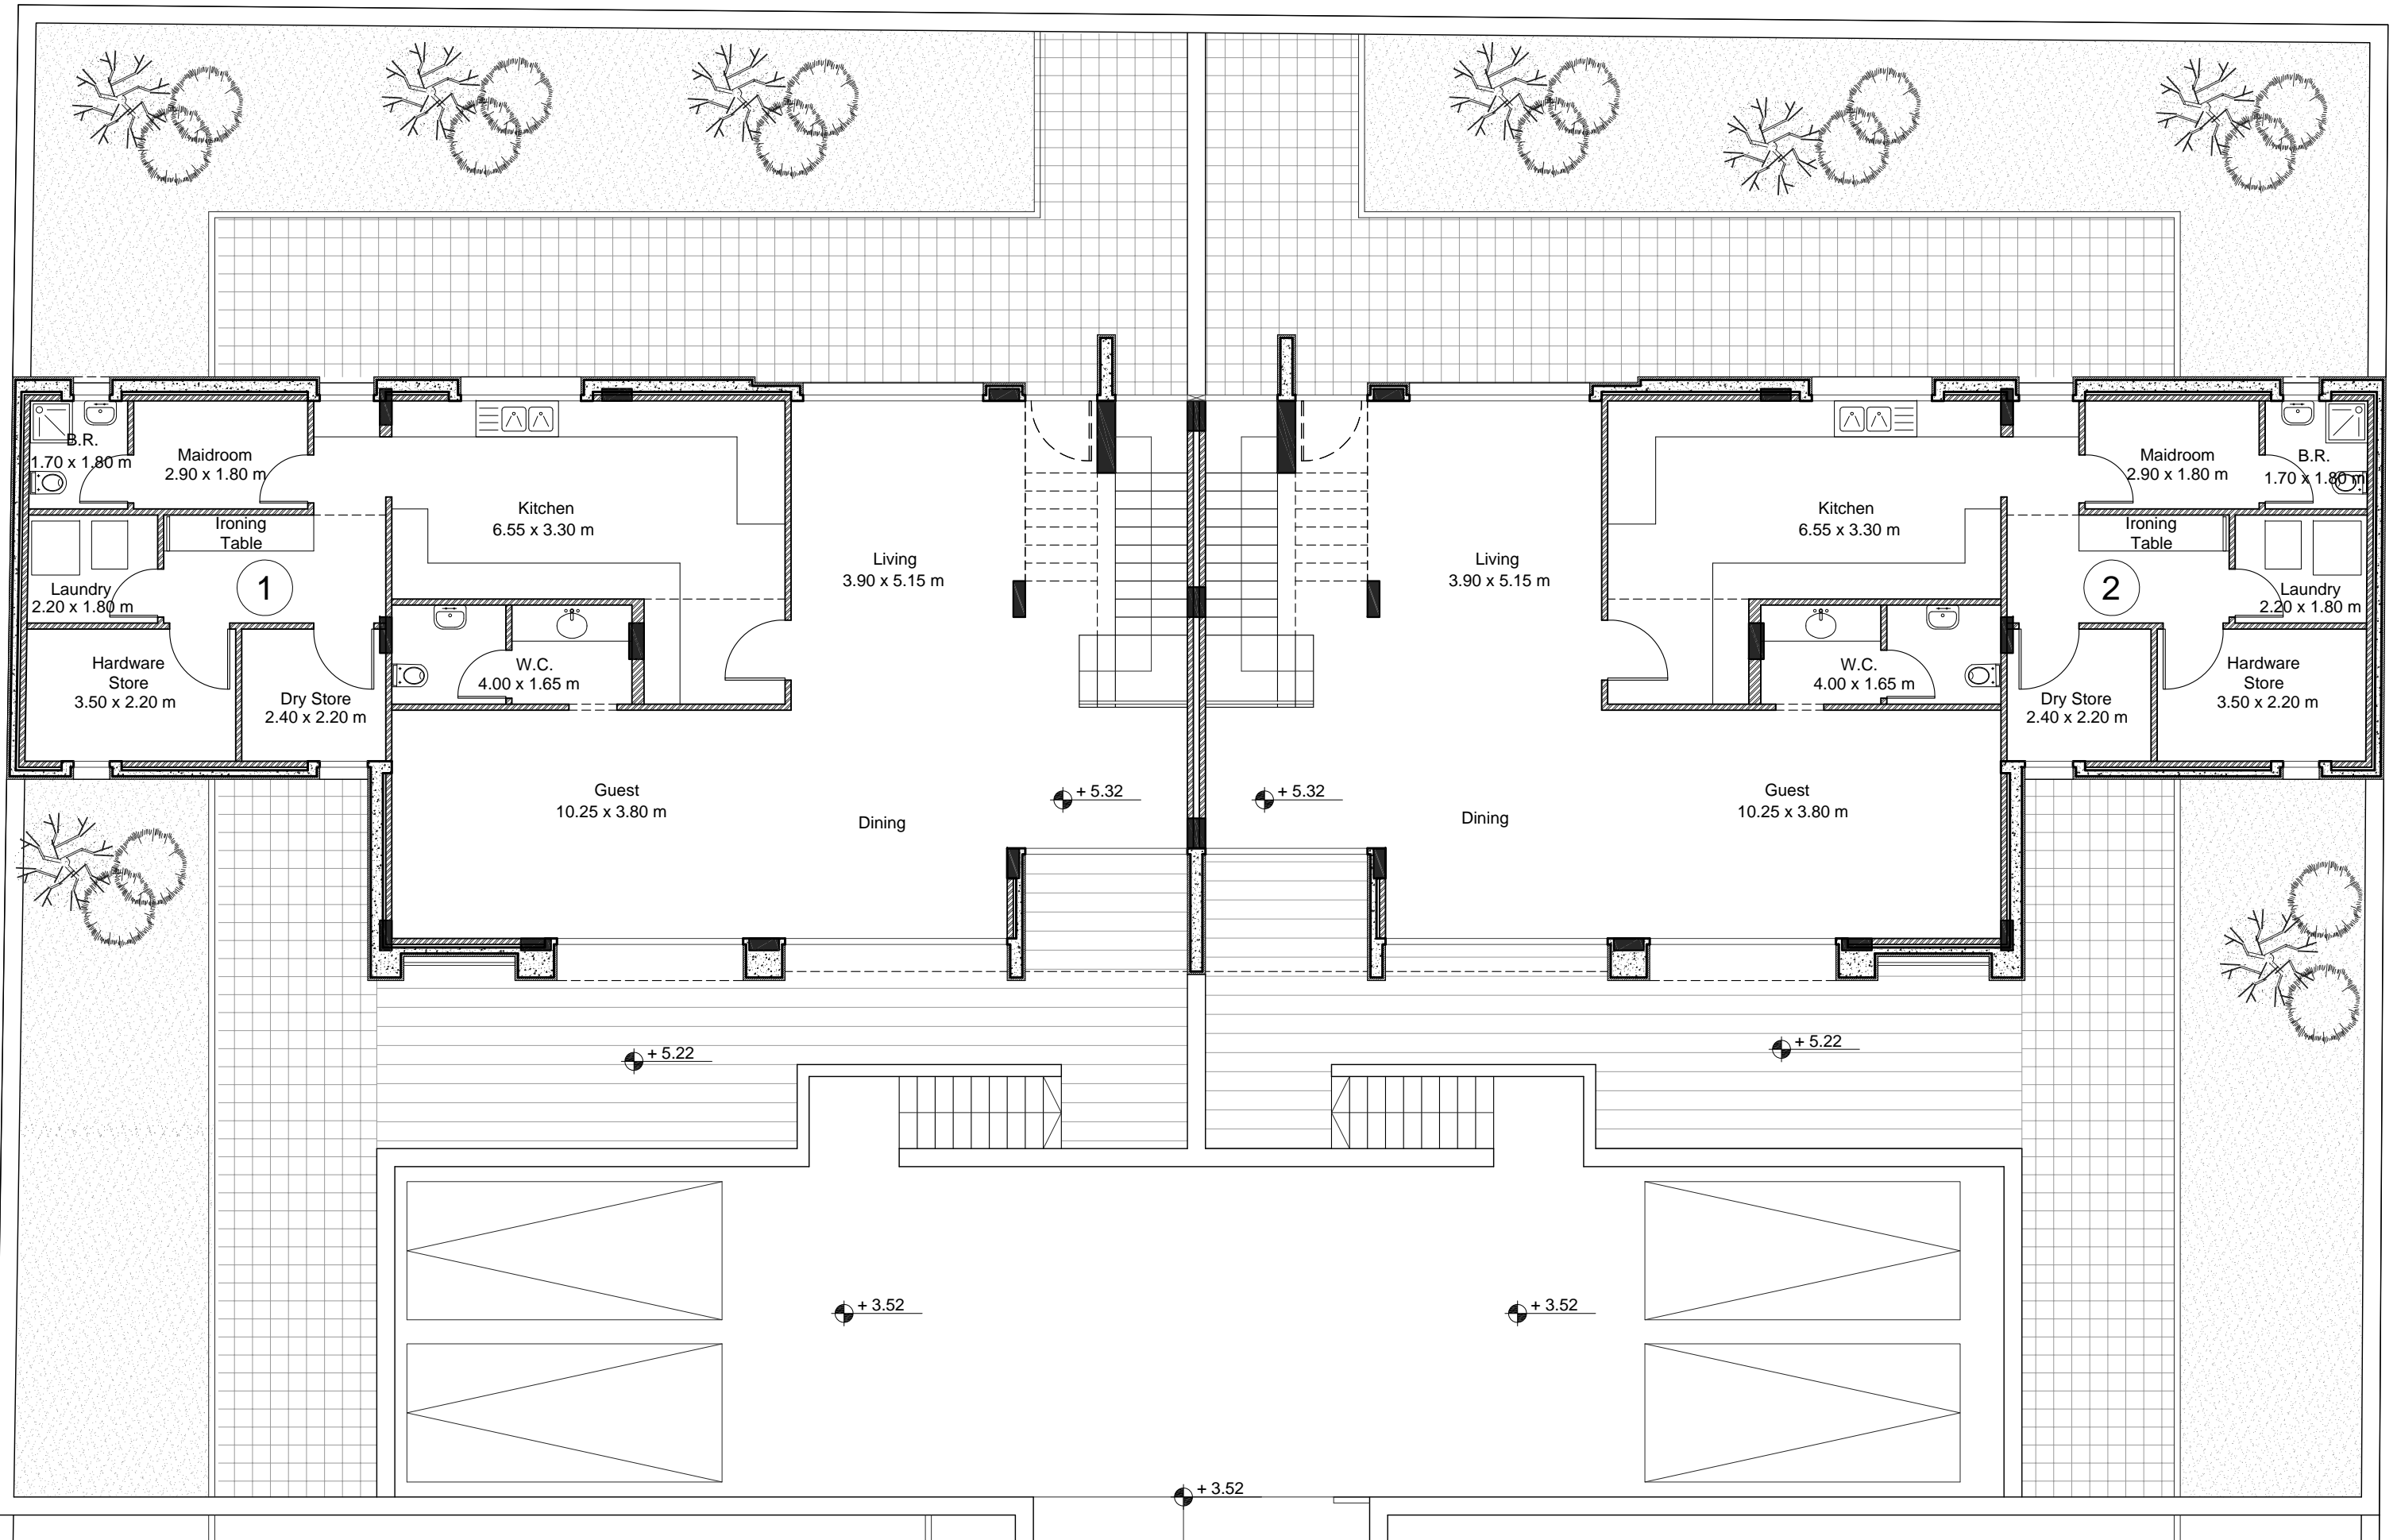 B.R.
1.70 x 1.80 m
Maidroom
2.90 x 1.80 m
Ironing
Table
Laundry
2.20 x 1.80 m
1
Hardware
Store
3.50 x 2.20 m
Dry Store
2.40 x 2.20 m
Kitchen
6.55 x 3.30 m
W.C.
4.00 x 1.65 m
Living
3.90 x 5.15 m
Guest
10.25 x 3.80 m
Dining
+ 5.32
+ 5.22
+ 3.52
Living
3.90 x 5.15 m
Kitchen
6.55 x 3.30 m
Maidroom
2.90 x 1.80 m
B.R.
1.70 x 1.80 m
Ironing
Table
2
Laundry
2.20 x 1.80 m
W.C.
4.00 x 1.65 m
Dry Store
2.40 x 2.20 m
Hardware
Store
3.50 x 2.20 m
+ 5.32
Dining
Guest
10.25 x 3.80 m
+ 5.22
+ 3.52
+ 3.52